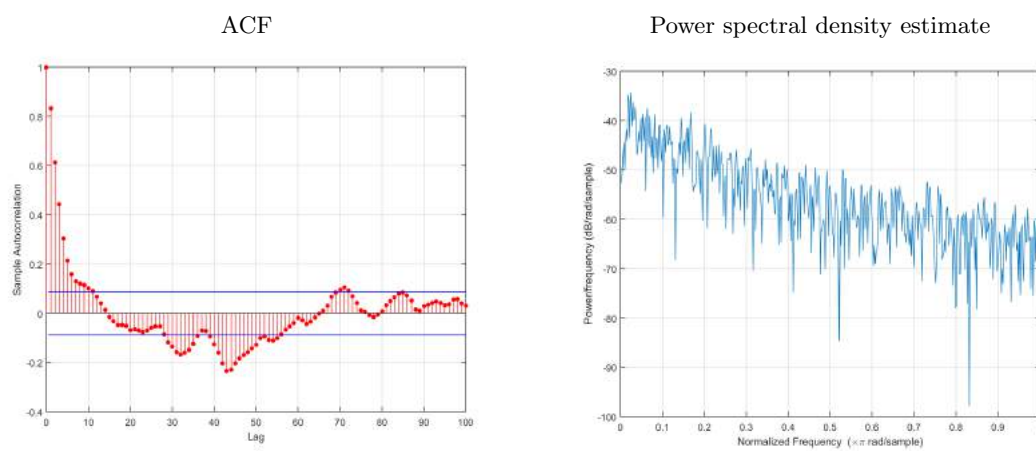 ACF
Power spectral density estimate
1
0.8
0.6
0.4
0.2
0
-0.2
-0.4
Sample Autocorrelation
0 10 20 30 40 50 60 70 80 90 100
Lag
-30
-40
-50
-60
-70
-80
-90
-100
Power/frequency (dB/rad/sample)
0 0.1 0.2 0.3 0.4 0.5 0.6 0.7 0.8 0.9 1
Normalized Frequency (×π rad/sample)